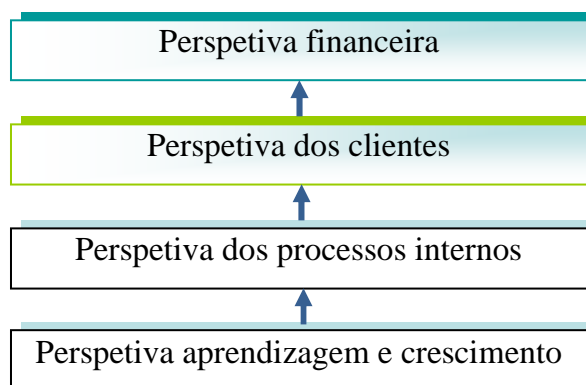 Perspetiva financeira
Perspetiva dos clientes
Perspetiva dos processos internos
Perspetiva aprendizagem e crescimento